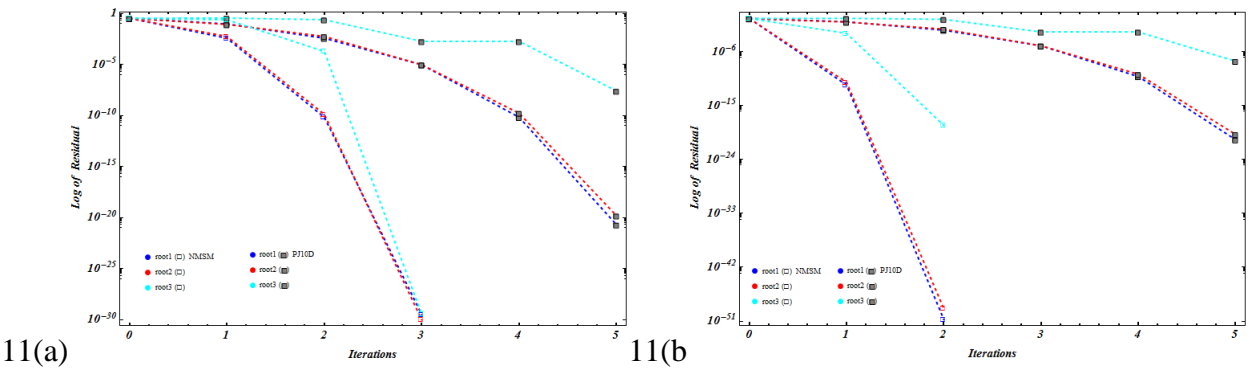 1
10⁻⁵
10⁻¹⁰
10⁻¹⁵
10⁻²⁰
10⁻²⁵
10⁻³⁰
Log of Residual
root1 (□) NMSM
root2 (□)
root3 (□)
root1 (□) PJ10D
root2 (□)
root3 (□)
0 1 2 3 4 5
Iterations
11(a)
10⁻⁶
10⁻¹⁵
10⁻²⁴
10⁻³³
10⁻⁴²
10⁻⁵¹
Log of Residual
root1 (□) NMSM
root2 (□)
root3 (□)
root1 (□) PJ10D
root2 (□)
root3 (□)
0 1 2 3 4 5
Iterations
11(b